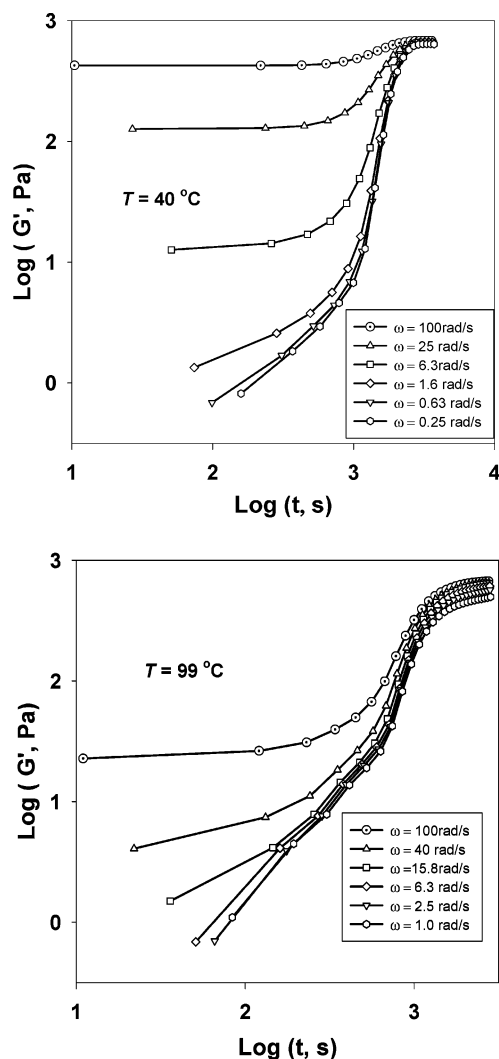 3
2
1
0
Log ( G', Pa)
T = 40 °C
ω = 100rad/s
ω = 25 rad/s
ω = 6.3rad/s
ω = 1.6 rad/s
ω = 0.63 rad/s
ω = 0.25 rad/s
1 2 3 4
Log (t, s)
3
2
1
0
Log ( G', Pa)
T = 99 °C
ω = 100rad/s
ω = 40 rad/s
ω =15.8rad/s
ω = 6.3 rad/s
ω = 2.5 rad/s
ω = 1.0 rad/s
1 2 3
Log (t, s)